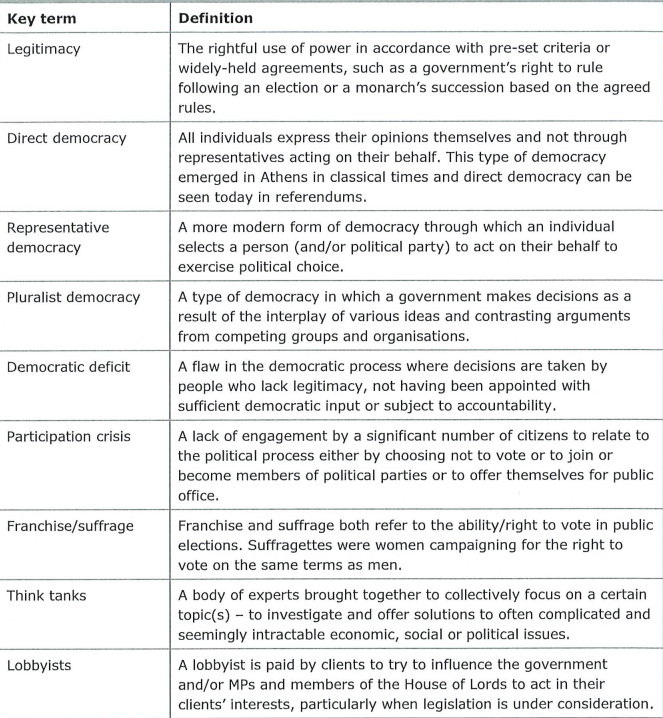 Key term Definition
Legitimacy The rightful use of power in accordance with pre-set criteria or
widely-held agreements, such as a government's right to rule
following an election or a monarch's succession based on the agreed
rules.
Direct democracy All individuals express their opinions themselves and not through
representatives acting on their behalf. This type of democracy
emerged in Athens in classical times and direct democracy can be
seen today in referendums.
Representative A more modern form of democracy through which an individual
democracy selects a person (and/or political party) to act on their behalf to
exercise political choice.
Pluralist democracy A type of democracy in which a government makes decisions as a
result of the interplay of various ideas and contrasting arguments
from competing groups and organisations.
Democratic deficit A flaw in the democratic process where decisions are taken by
people who lack legitimacy, not having been appointed with
sufficient democratic input or subject to accountability.
Participation crisis A lack of engagement by a significant number of citizens to relate to
the political process either by choosing not to vote or to join or
become members of political parties or to offer themselves for public
office.
Franchise/suffrage Franchise and suffrage both refer to the ability/right to vote in public
elections. Suffragettes were women campaigning for the right to
vote on the same terms as men.
Think tanks A body of experts brought together to collectively focus on a certain
topic(s) – to investigate and offer solutions to often complicated and
seemingly intractable economic, social or political issues.
Lobbyists A lobbyist is paid by clients to try to influence the government
and/or MPs and members of the House of Lords to act in their
clients' interests, particularly when legislation is under consideration.